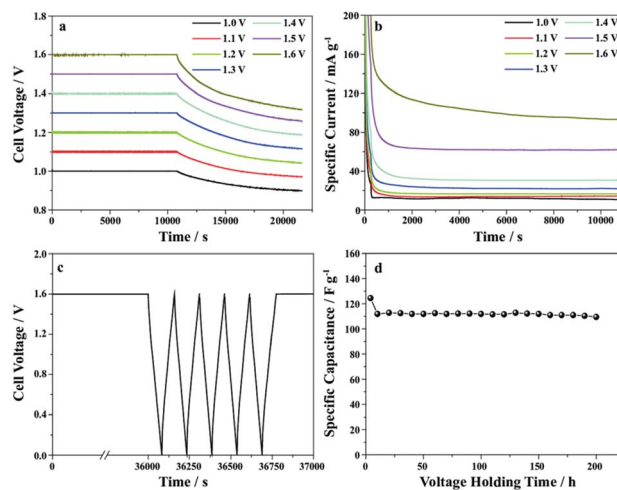 a
1.0 V
1.1 V
1.2 V
1.3 V
1.4 V
1.5 V
1.6 V
Cell Voltage / V
1.8
1.6
1.4
1.2
1.0
0.8
0
5000
10000
15000
20000
Time / s
b
1.0 V
1.1 V
1.2 V
1.3 V
1.4 V
1.5 V
1.6 V
Specific Current / mA g-1
200
160
120
80
40
0
0
2000
4000
6000
8000
10000
Time / s
c
Cell Voltage / V
2.0
1.6
1.2
0.8
0.4
0.0
0
36000
36250
36500
36750
37000
Time / s
d
Specific Capacitance / F g-1
160
140
120
100
80
60
40
20
0
0
50
100
150
200
Voltage Holding Time / h